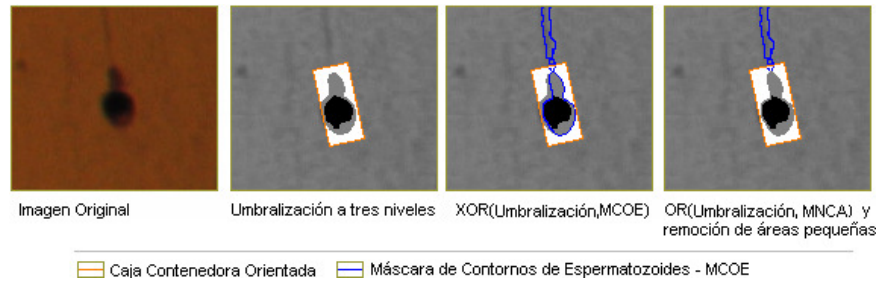 Imagen Original
Umbralización a tres niveles
XOR(Umbralización,MCOE)
OR(Umbralización, MNCA) y
remoción de áreas pequeñas
Caja Contenedora Orientada
Máscara de Contornos de Espermatozoides - MCOE